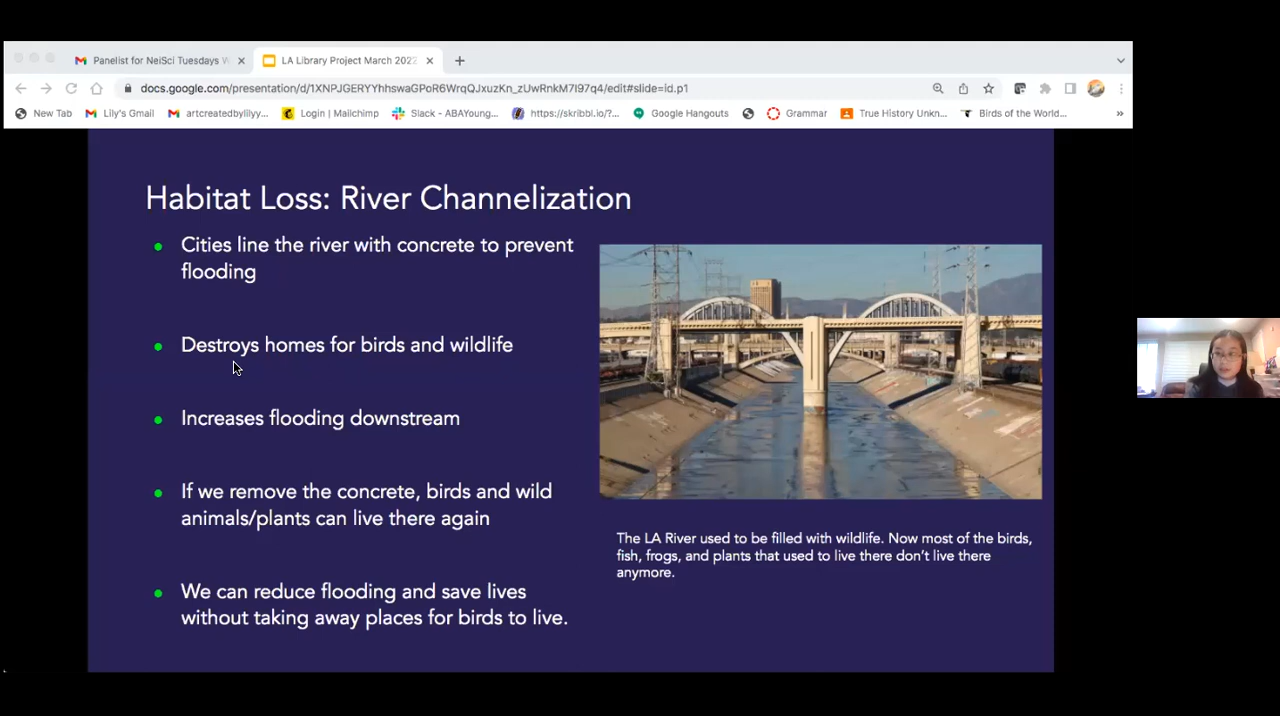 Panelist for NeiSci Tuesdays
LA Library Project March 202
docs.google.com/presentation/d/1XNPJGERYYhhswaGPoR6WrqQJxuzKn_zUwRnkM7I97q4/edit#slide=id.p1
New Tab
Lily's Gmail
artcreatedbylilyy...
Login | Mailchimp
Slack - ABAYoung...
https://skribbl.io/?...
Google Hangouts
Grammar
True History Unkn...
Birds of the World...
Habitat Loss: River Channelization
Cities line the river with concrete to prevent
flooding
Destroys homes for birds and wildlife
Increases flooding downstream
If we remove the concrete, birds and wild
animals/plants can live there again
We can reduce flooding and save lives
without taking away places for birds to live.
The LA River used to be filled with wildlife. Now most of the birds,
fish, frogs, and plants that used to live there don't live there
anymore.